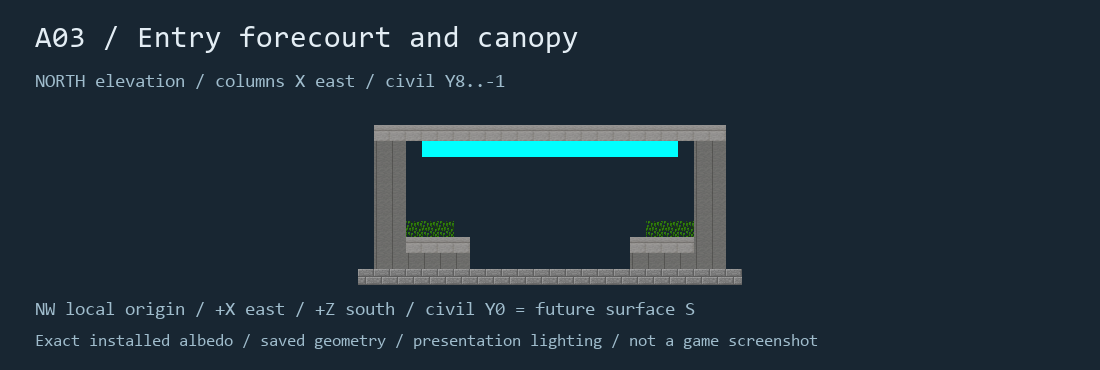 A03 / Entry forecourt and canopy
NORTH elevation / columns X east / civil Y8..-1
NW local origin / +X east / +Z south / civil Y0 = future surface S
Exact installed albedo / saved geometry / presentation lighting / not a game screenshot